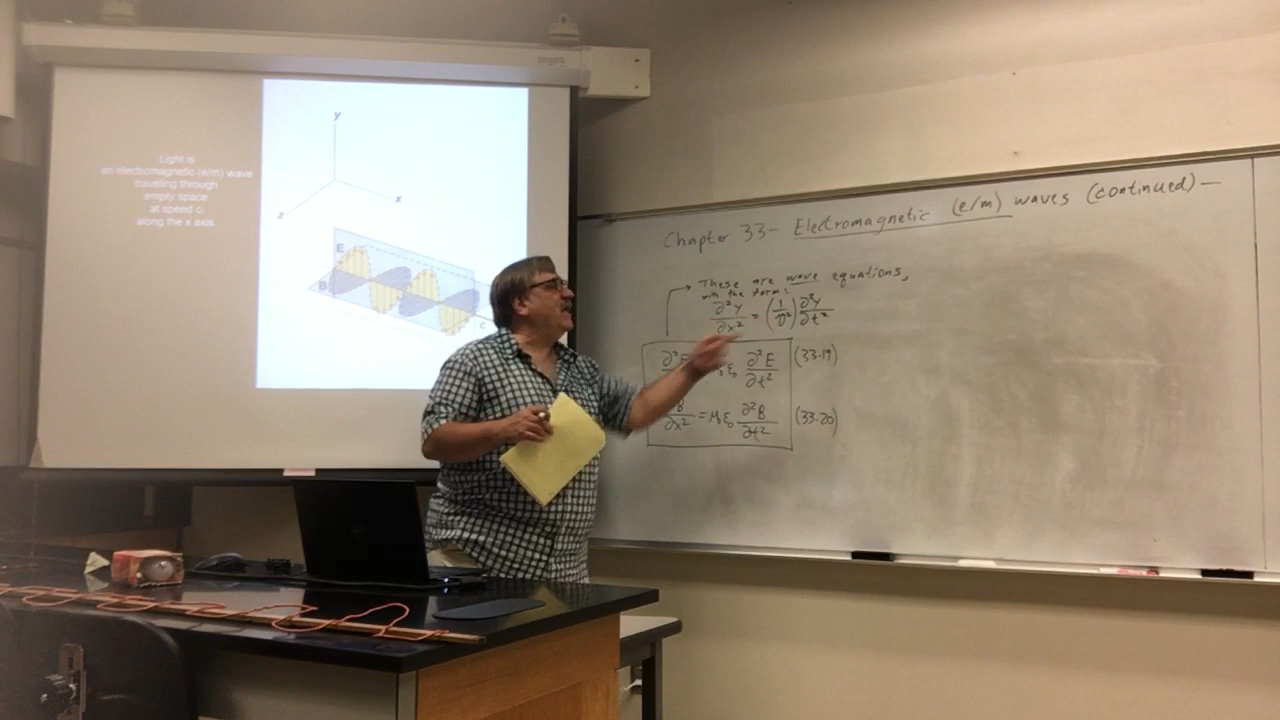 Light is
an electromagnetic (e/m) wave
traveling through
empty space
at speed c,
along the x axis.
y
x
z
E
B
c
Chapter 33- Electromagnetic (e/m) waves (continued)—
These are wave equations,
with the form:
∂²y/∂x² = (1/v²) ∂²y/∂t²
∂²E μ₀ε₀ ∂²E/∂t² (33-19)
∂²B/∂x² = μ₀ε₀ ∂²B/∂t² (33-20)